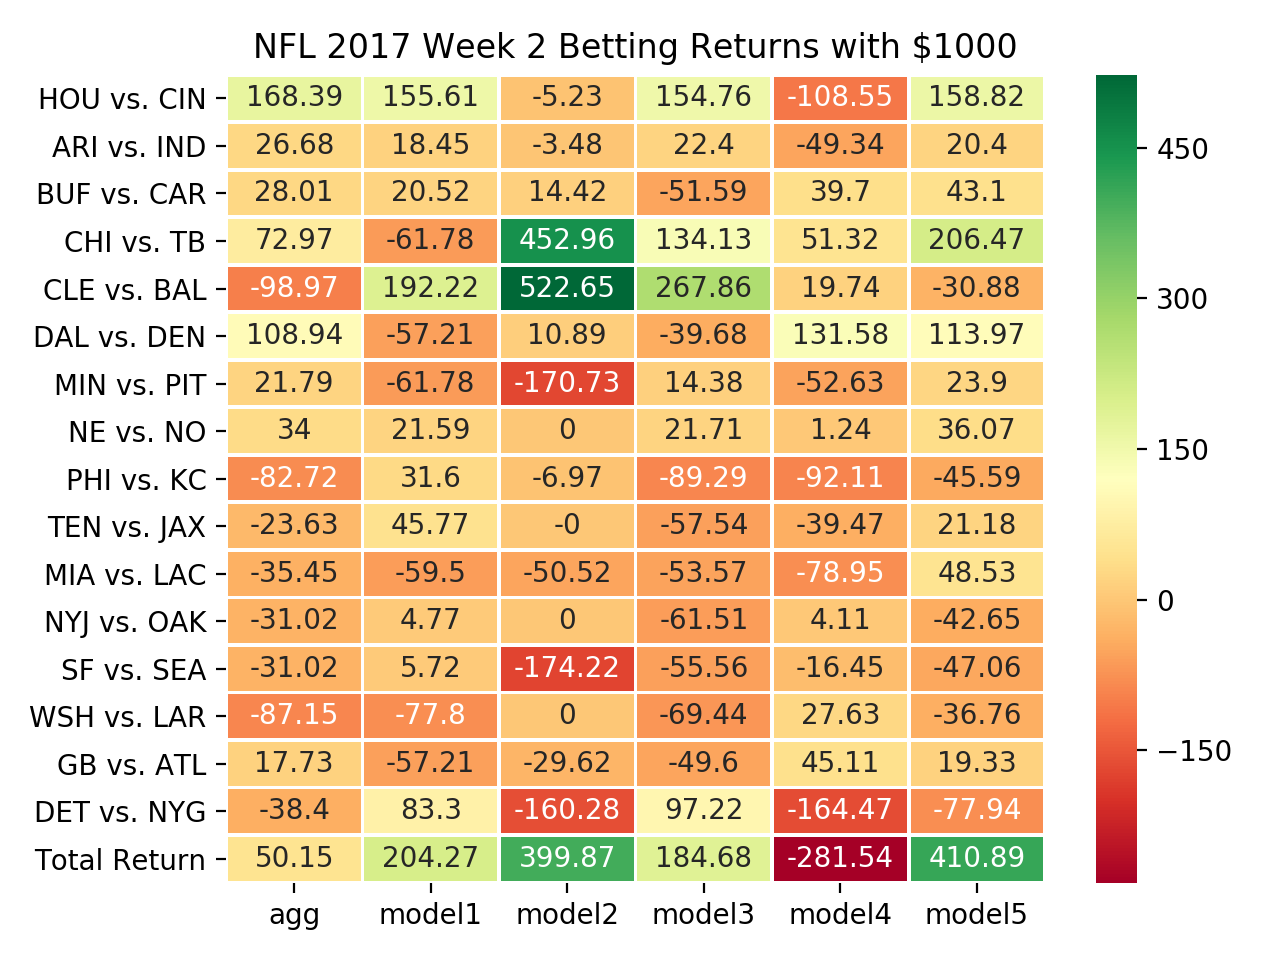 NFL 2017 Week 2 Betting Returns with $1000
HOU vs. CIN 168.39 155.61 -5.23 154.76 -108.55 158.82
ARI vs. IND 26.68 18.45 -3.48 22.4 -49.34 20.4
BUF vs. CAR 28.01 20.52 14.42 -51.59 39.7 43.1
CHI vs. TB 72.97 -61.78 452.96 134.13 51.32 206.47
CLE vs. BAL -98.97 192.22 522.65 267.86 19.74 -30.88
DAL vs. DEN 108.94 -57.21 10.89 -39.68 131.58 113.97
MIN vs. PIT 21.79 -61.78 -170.73 14.38 -52.63 23.9
NE vs. NO 34 21.59 0 21.71 1.24 36.07
PHI vs. KC -82.72 31.6 -6.97 -89.29 -92.11 -45.59
TEN vs. JAX -23.63 45.77 -0 -57.54 -39.47 21.18
MIA vs. LAC -35.45 -59.5 -50.52 -53.57 -78.95 48.53
NYJ vs. OAK -31.02 4.77 0 -61.51 4.11 -42.65
SF vs. SEA -31.02 5.72 -174.22 -55.56 -16.45 -47.06
WSH vs. LAR -87.15 -77.8 0 -69.44 27.63 -36.76
GB vs. ATL 17.73 -57.21 -29.62 -49.6 45.11 19.33
DET vs. NYG -38.4 83.3 -160.28 97.22 -164.47 -77.94
Total Return 50.15 204.27 399.87 184.68 -281.54 410.89
agg model1 model2 model3 model4 model5
450
300
150
0
−150